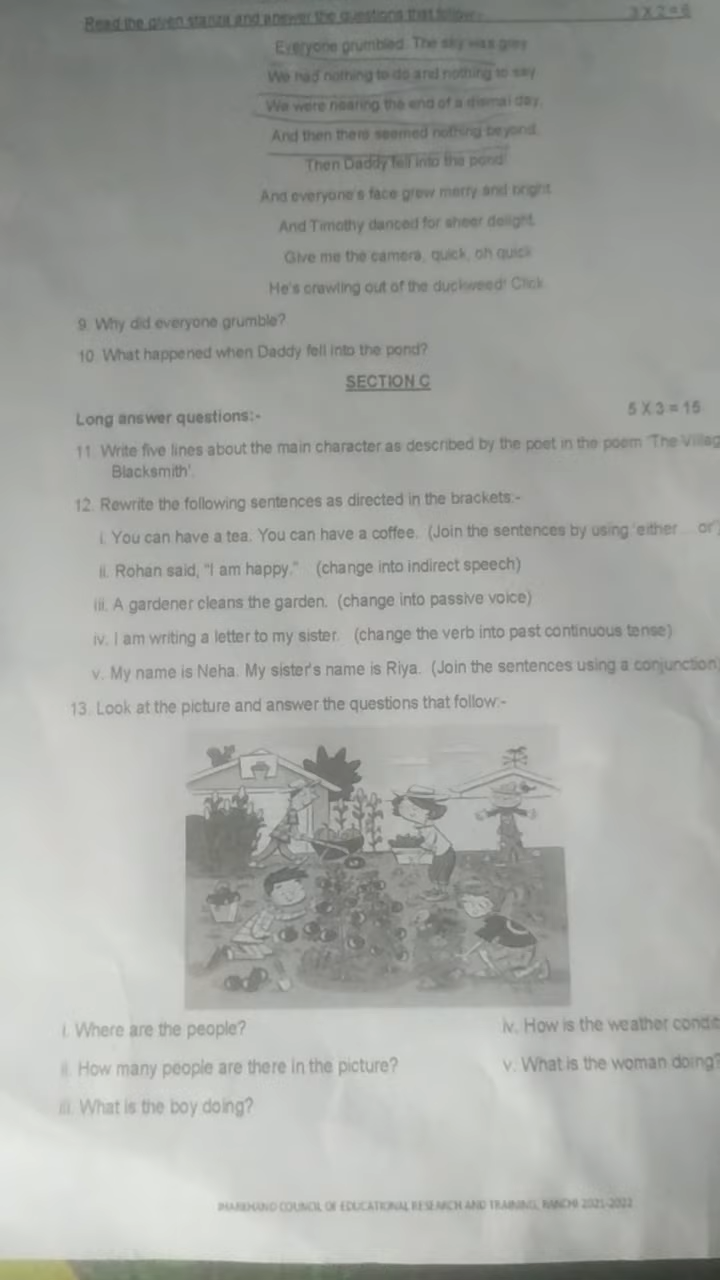 Read the given stanza and answer the questions that follow:- 3 X 2 = 6
Everyone grumbled. The sky was grey
We had nothing to do and nothing to say
We were nearing the end of a dismal day,
And then there seemed nothing beyond,
Then Daddy fell into the pond!
And everyone's face grew merry and bright
And Timothy danced for sheer delight.
Give me the camera, quick, oh quick
He's crawling out of the duckweed! Click
9. Why did everyone grumble?
10. What happened when Daddy fell into the pond?
SECTION C
Long answer questions:- 5 X 3 = 15
11. Write five lines about the main character as described by the poet in the poem 'The Villag
Blacksmith'.
12. Rewrite the following sentences as directed in the brackets:-
i. You can have a tea. You can have a coffee. (Join the sentences by using 'either ... or')
ii. Rohan said, "I am happy." (change into indirect speech)
iii. A gardener cleans the garden. (change into passive voice)
iv. I am writing a letter to my sister. (change the verb into past continuous tense)
v. My name is Neha. My sister's name is Riya. (Join the sentences using a conjunction)
13. Look at the picture and answer the questions that follow:-
i. Where are the people? iv. How is the weather condit
ii. How many people are there in the picture? v. What is the woman doing?
iii. What is the boy doing?
JHARKHAND COUNCIL OF EDUCATIONAL RESEARCH AND TRAINING, RANCHI 2021-2022